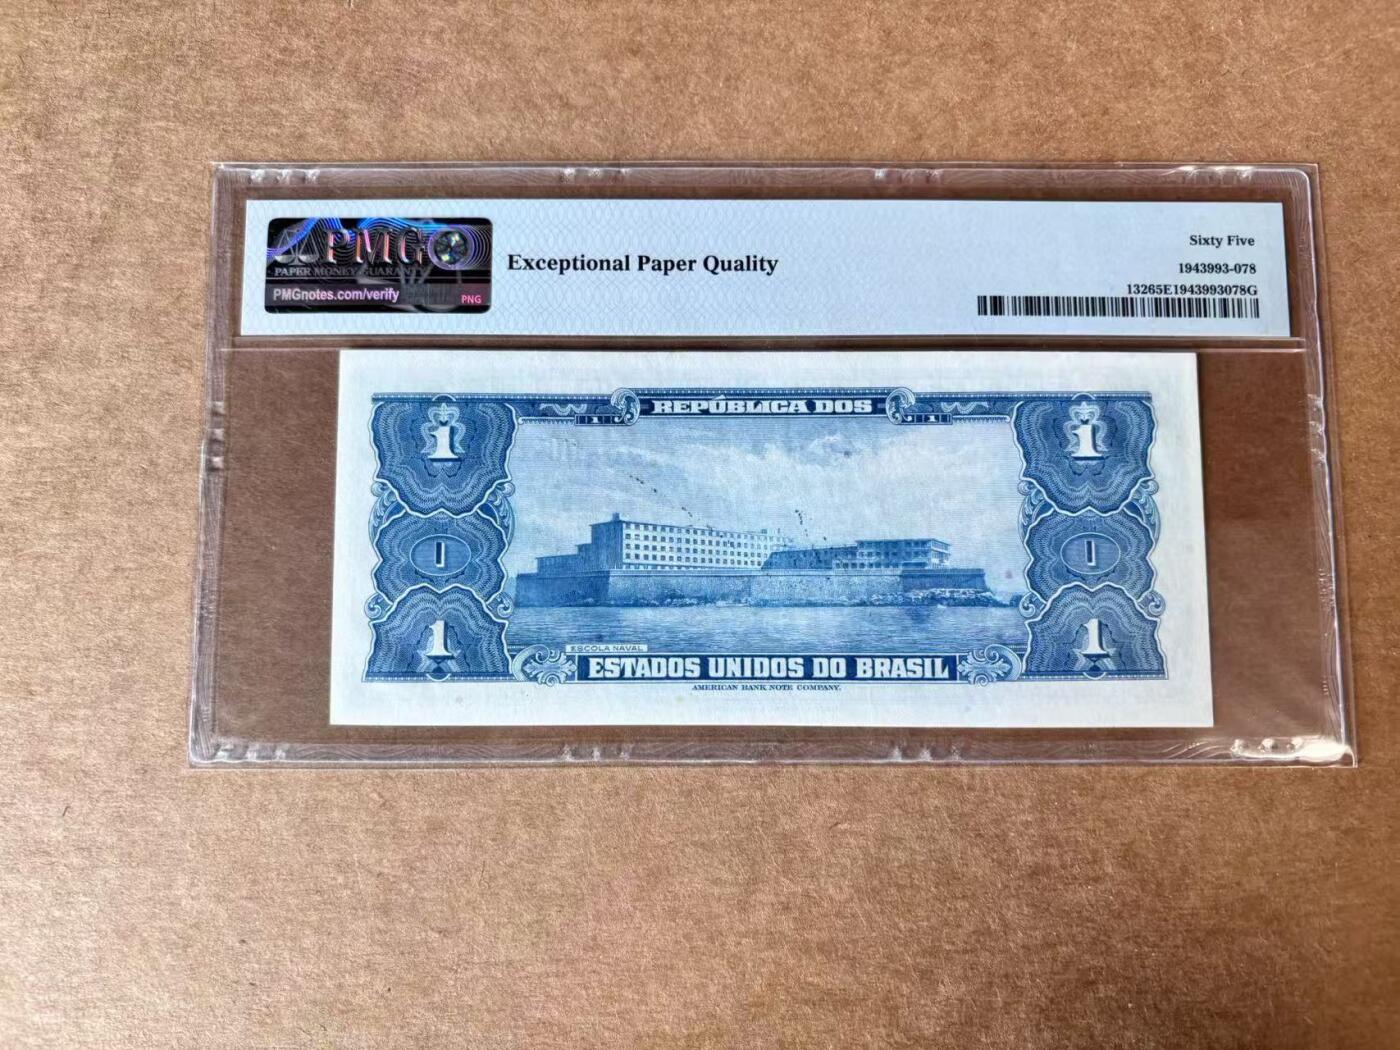 PMG
PAPER MONEY GUARANTY
PMGnotes.com/verify
PNG
Exceptional Paper Quality
Sixty Five
1943993-078
13265E1943993078G
REPÚBLICA DOS
1 1
1 1
1 1
1 1
ESCOLA NAVAL
ESTADOS UNIDOS DO BRASIL
AMERICAN BANK NOTE COMPANY.